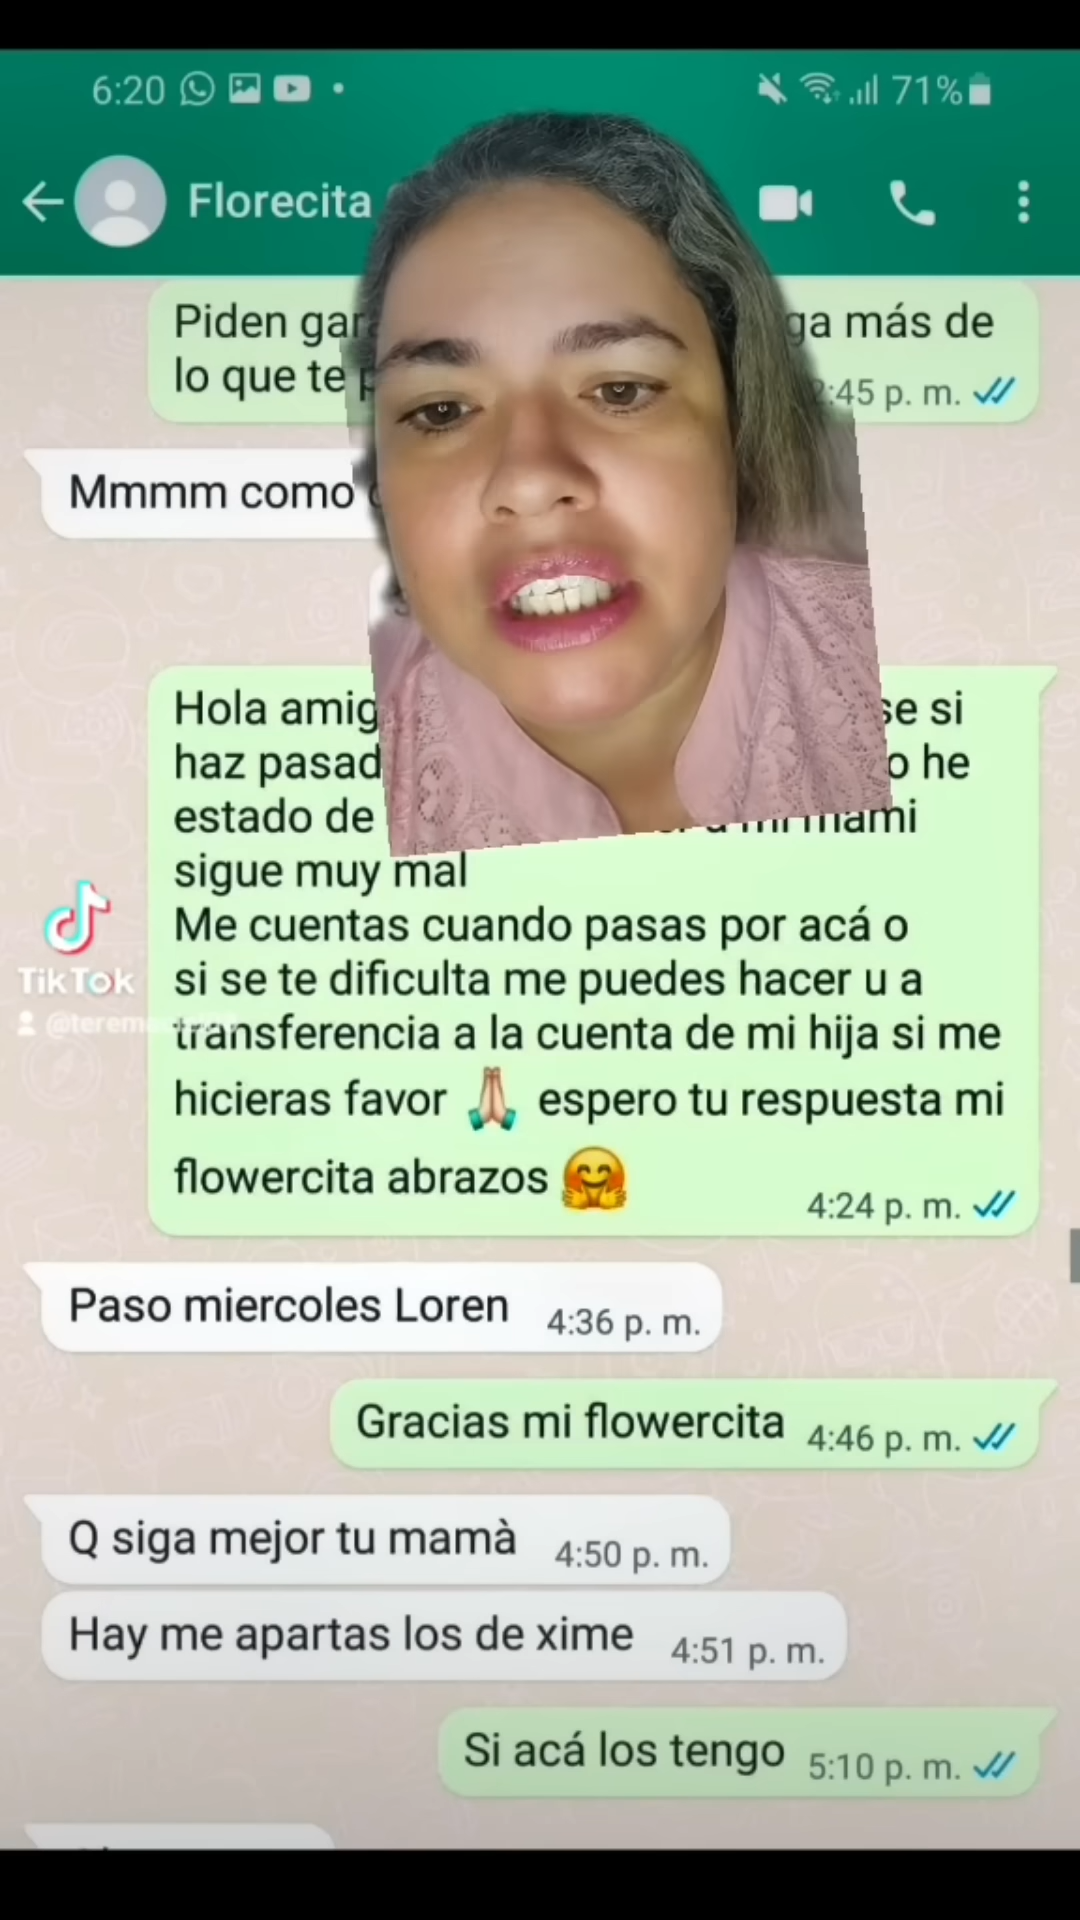 6:20 71%
Florecita
Piden ga más de
lo que te 2:45 p. m.
Mmmm como
Hola se si
haz o he
estado de mami
sigue muy mal
Me cuentas cuando pasas por acá o
si se te dificulta me puedes hacer u a
transferencia a la cuenta de mi hija si me
hicieras favor 🙏 espero tu respuesta mi
flowercita abrazos 🤗 4:24 p. m.
TikTok
Paso miercoles Loren 4:36 p. m.
Gracias mi flowercita 4:46 p. m.
Q siga mejor tu mamà 4:50 p. m.
Hay me apartas los de xime 4:51 p. m.
Si acá los tengo 5:10 p. m.